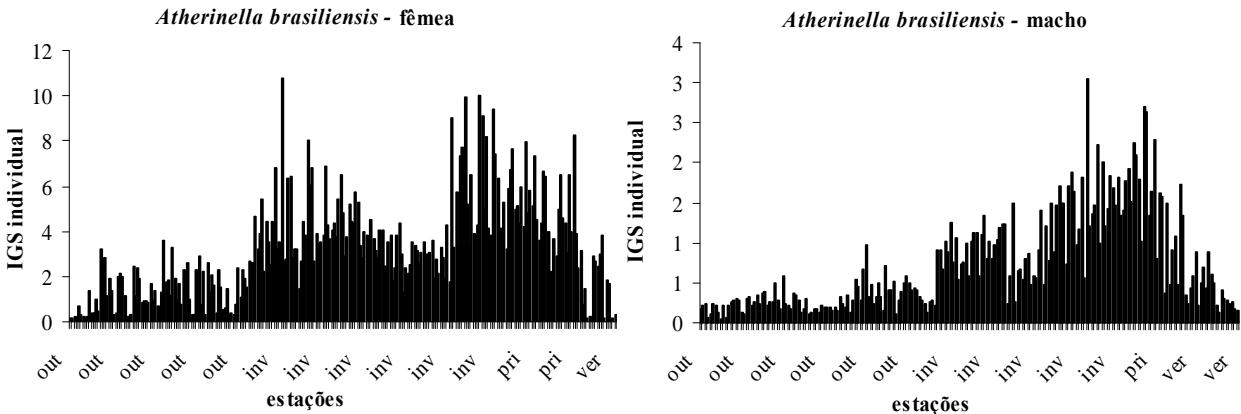 Atherinella brasiliensis - fêmea
12
10
8
6
4
2
0
IGS individual
out out out out out inv inv inv inv inv inv pri pri ver
estações
Atherinella brasiliensis - macho
4
3
3
2
2
1
1
0
IGS individual
out out out out out out inv inv inv inv inv pri ver ver
estações